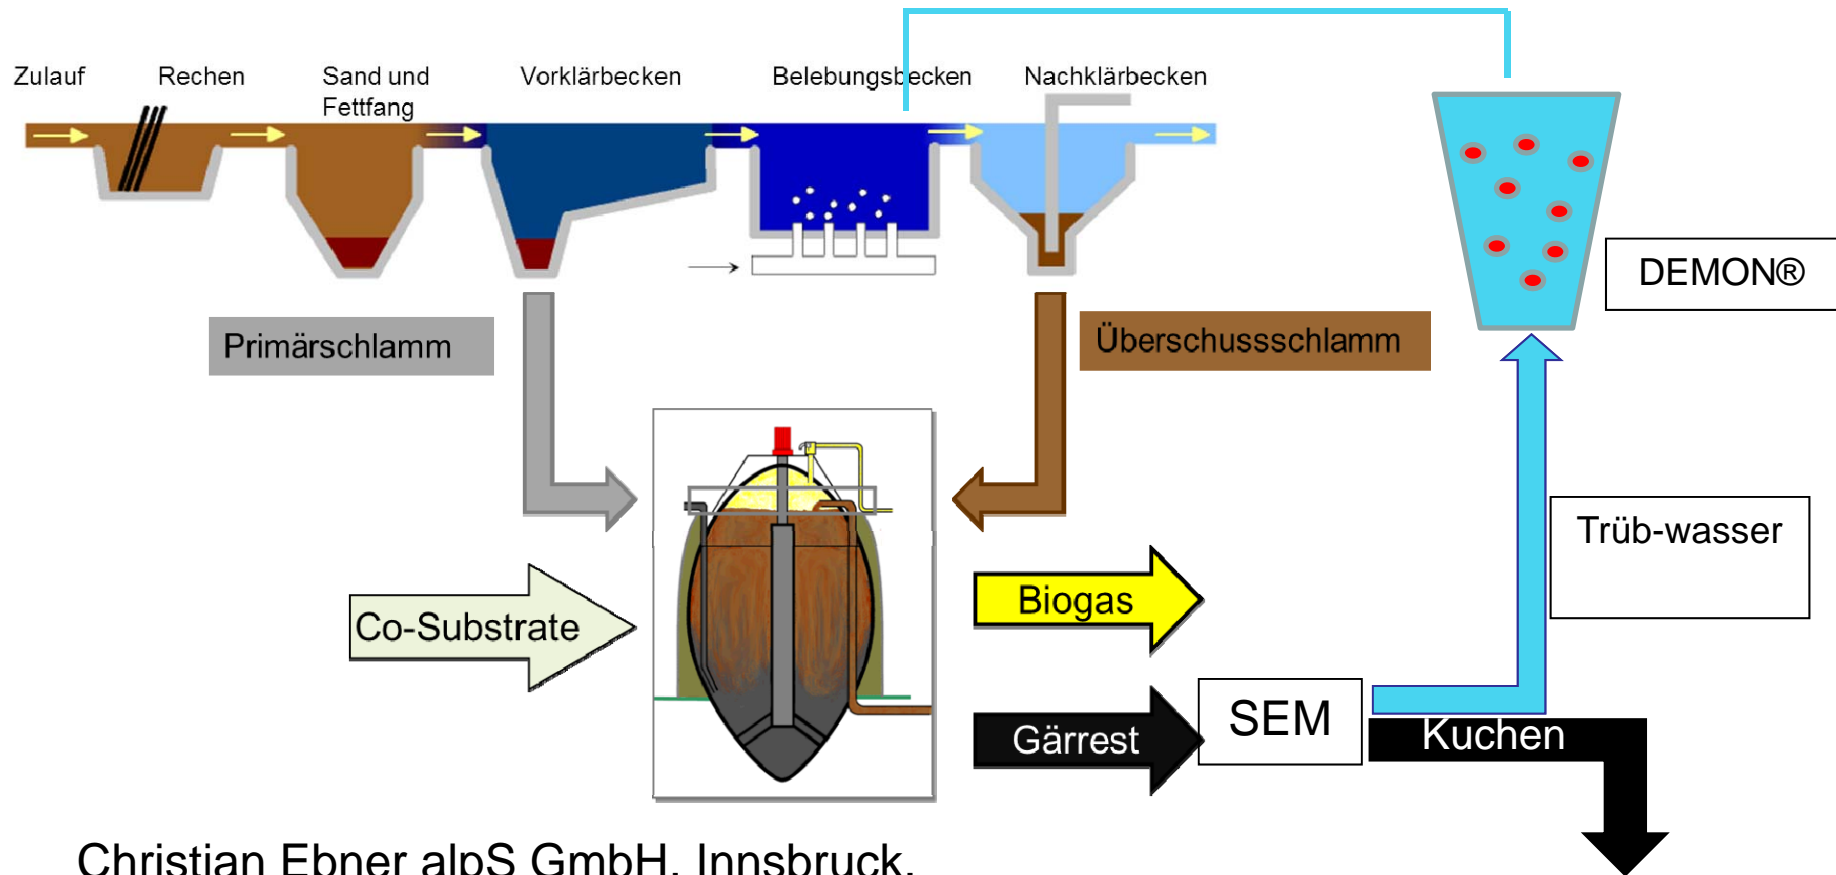 Zulauf
Rechen
Sand und
Fettfang
Vorklärbecken
Belebungsbecken
Nachklärbecken
DEMON®
Primärschlamm
Überschussschlamm
Trüb-wasser
Co-Substrate
Biogas
Gärrest
SEM
Kuchen
Christian Ebner alpS GmbH, Innsbruck,